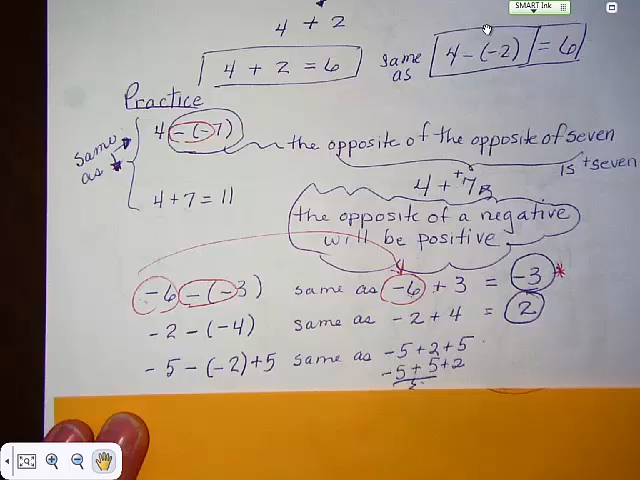 SMART Ink
4 + 2
4 + 2 = 6 same as 4 - (-2) = 6
Practice
same as
4 - (-7) the opposite of the opposite of seven
is +seven
4 + +7
4 + 7 = 11
the opposite of a negative
will be positive
-6 - (-3) same as -6 + 3 = -3 *
-2 - (-4) same as -2 + 4 = 2
-5 - (-2) + 5 same as -5 + 2 + 5
-5 + 5 + 2